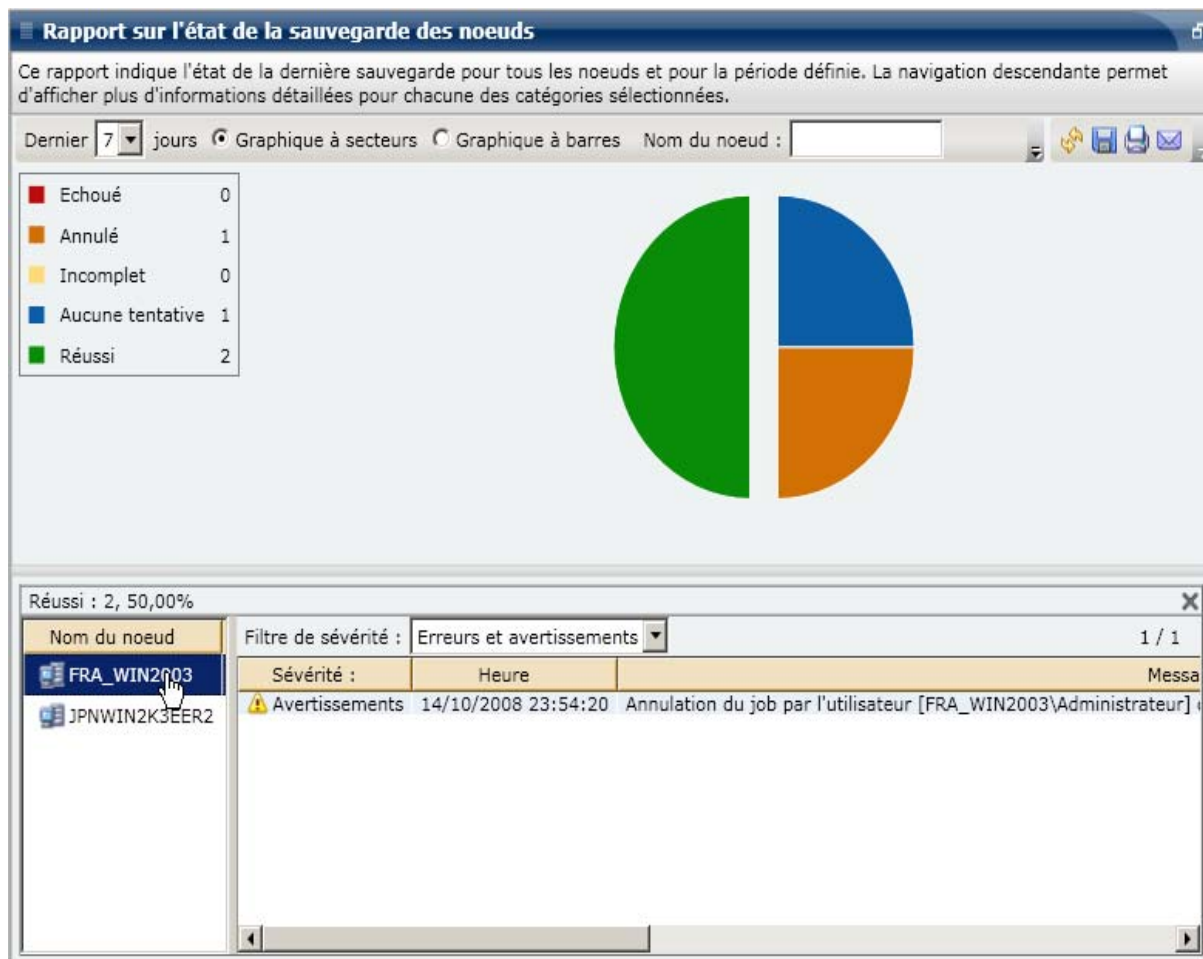 Rapport sur l'état de la sauvegarde des noeuds
Ce rapport indique l'état de la dernière sauvegarde pour tous les noeuds et pour la période définie. La navigation descendante permet
d'afficher plus d'informations détaillées pour chacune des catégories sélectionnées.
Dernier 7 jours Graphique à secteurs Graphique à barres Nom du noeud :
Echoué 0
Annulé 1
Incomplet 0
Aucune tentative 1
Réussi 2
Réussi : 2, 50,00%
Nom du noeud Filtre de sévérité : Erreurs et avertissements 1 / 1
FRA_WIN2003 Sévérité : Heure Messa
JPNWIN2K3EER2 Avertissements 14/10/2008 23:54:20 Annulation du job par l'utilisateur [FRA_WIN2003\Administrateur]